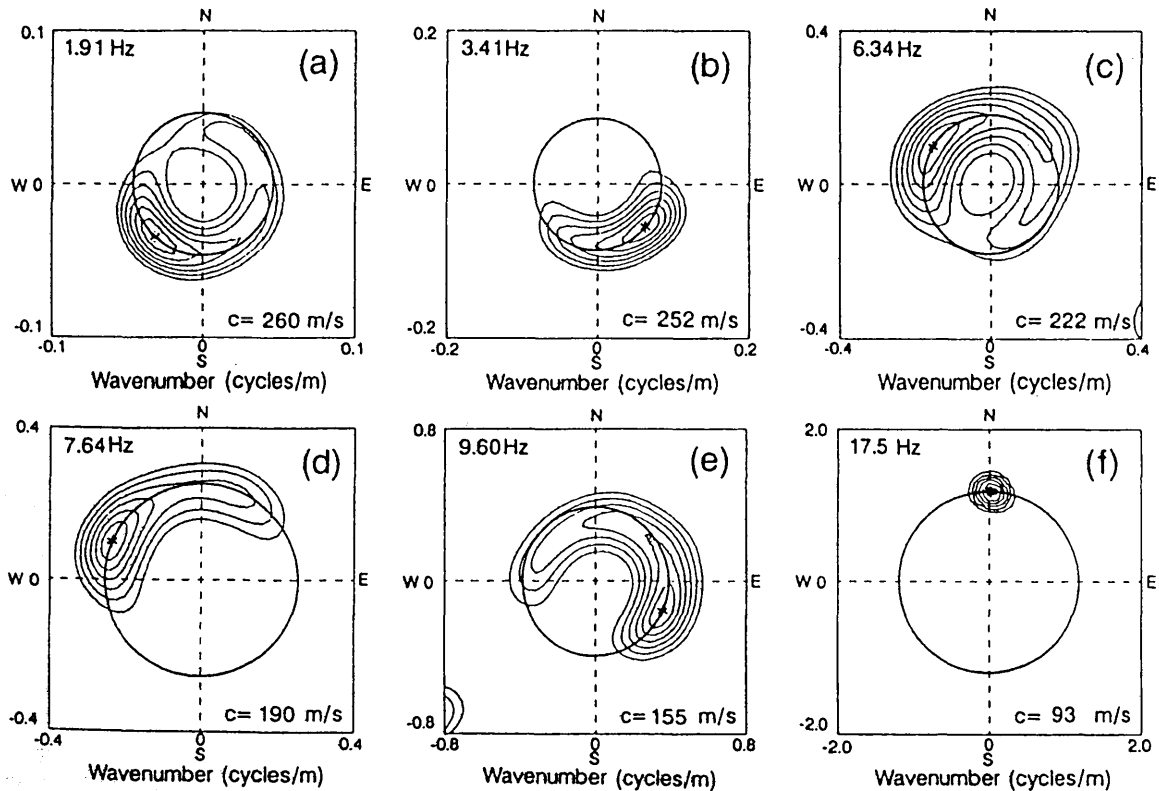 N
0.1
1.91 Hz
(a)
W 0
E
-0.1
c= 260 m/s
-0.1
0
0.1
S
Wavenumber (cycles/m)
N
0.2
3.41 Hz
(b)
W 0
E
-0.2
c= 252 m/s
-0.2
0
0.2
S
Wavenumber (cycles/m)
N
0.4
6.34 Hz
(c)
W 0
E
-0.4
c= 222 m/s
-0.4
0
0.4
S
Wavenumber (cycles/m)
N
0.4
7.64 Hz
(d)
W 0
E
-0.4
c= 190 m/s
-0.4
0
0.4
S
Wavenumber (cycles/m)
N
0.8
9.60 Hz
(e)
W 0
E
-0.8
c= 155 m/s
-0.8
0
0.8
S
Wavenumber (cycles/m)
N
2.0
17.5 Hz
(f)
W 0
E
-2.0
c= 93 m/s
-2.0
0
2.0
S
Wavenumber (cycles/m)